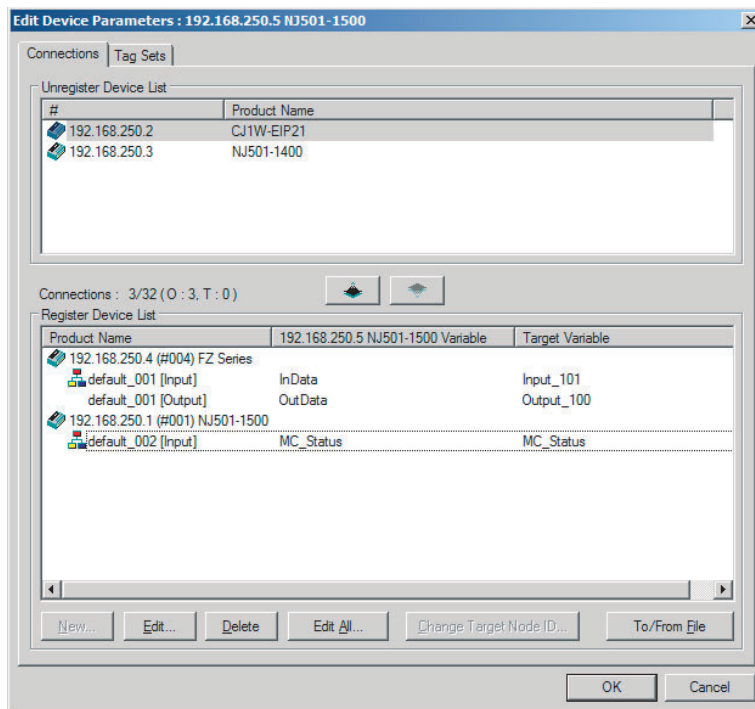 Edit Device Parameters : 192.168.250.5 NJ501-1500
Connections Tag Sets
Unregister Device List
# Product Name
192.168.250.2 CJ1W-EIP21
192.168.250.3 NJ501-1400
Connections : 3/32 ( O : 3, T : 0 )
Register Device List
Product Name 192.168.250.5 NJ501-1500 Variable Target Variable
192.168.250.4 (#004) FZ Series
default_001 [Input] InData Input_101
default_001 [Output] OutData Output_100
192.168.250.1 (#001) NJ501-1500
default_002 [Input] MC_Status MC_Status
New... Edit... Delete Edit All... Change Target Node ID... To/From File
OK Cancel